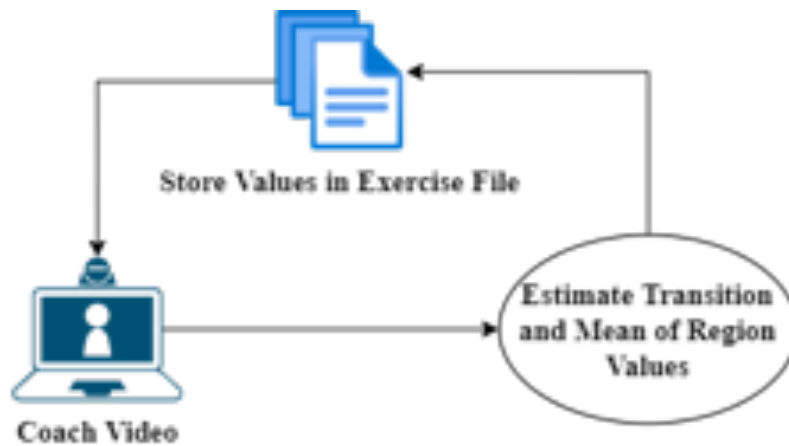 Store Values in Exercise File
Estimate Transition
and Mean of Region
Values
Coach Video